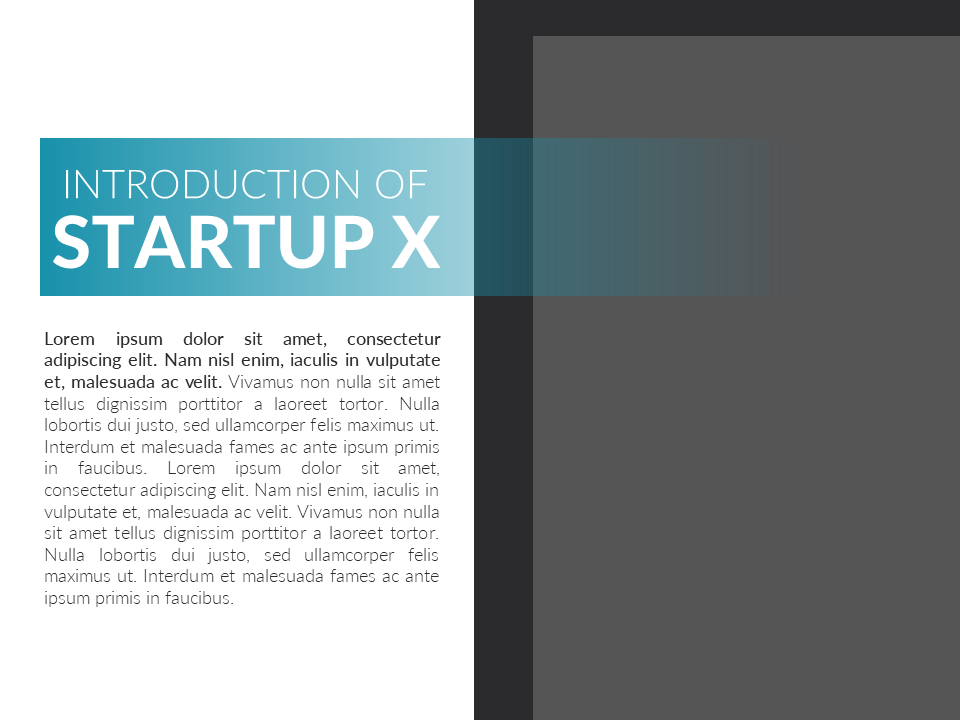 INTRODUCTION OF
STARTUP X
Lorem ipsum dolor sit amet, consectetur
adipiscing elit. Nam nisl enim, iaculis in vulputate
et, malesuada ac velit. Vivamus non nulla sit amet
tellus dignissim porttitor a laoreet tortor. Nulla
lobortis dui justo, sed ullamcorper felis maximus ut.
Interdum et malesuada fames ac ante ipsum primis
in faucibus. Lorem ipsum dolor sit amet,
consectetur adipiscing elit. Nam nisl enim, iaculis in
vulputate et, malesuada ac velit. Vivamus non nulla
sit amet tellus dignissim porttitor a laoreet tortor.
Nulla lobortis dui justo, sed ullamcorper felis
maximus ut. Interdum et malesuada fames ac ante
ipsum primis in faucibus.